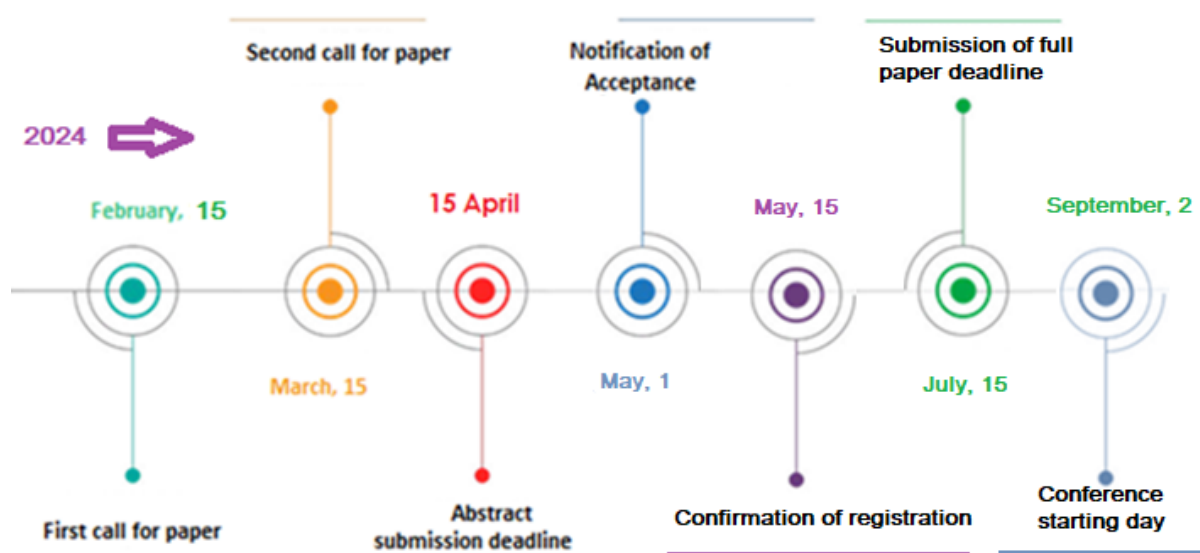 Second call for paper
Notification of
Acceptance
Submission of full
paper deadline
2024
February, 15
15 April
May, 15
September, 2
March, 15
May, 1
July, 15
First call for paper
Abstract
submission deadline
Confirmation of registration
Conference
starting day